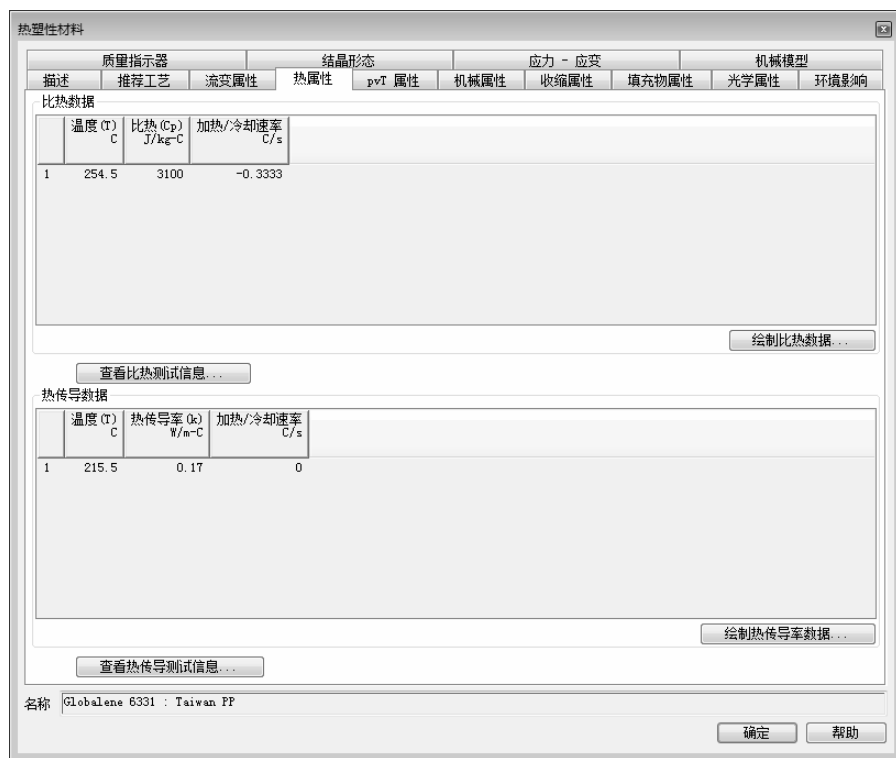 热塑性材料
质量指示器 结晶形态 应力 - 应变 机械模型
描述 推荐工艺 流变属性 热属性 pvT 属性 机械属性 收缩属性 填充物属性 光学属性 环境影响
比热数据
温度(T) 比热(Cp) 加热/冷却速率
C J/kg-C C/s
1 254.5 3100 -0.3333
绘制比热数据...
查看比热测试信息...
热传导数据
温度(T) 热传导率(k) 加热/冷却速率
C W/m-C C/s
1 215.5 0.17 0
绘制热传导率数据...
查看热传导测试信息...
名称 Globalene 6331 : Taiwan PP
确定 帮助